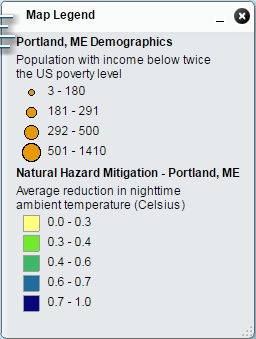 Map Legend
Portland, ME Demographics
Population with income below twice
the US poverty level
3 - 180
181 - 291
292 - 500
501 - 1410
Natural Hazard Mitigation - Portland, ME
Average reduction in nighttime
ambient temperature (Celsius)
0.0 - 0.3
0.3 - 0.4
0.4 - 0.6
0.6 - 0.7
0.7 - 1.0